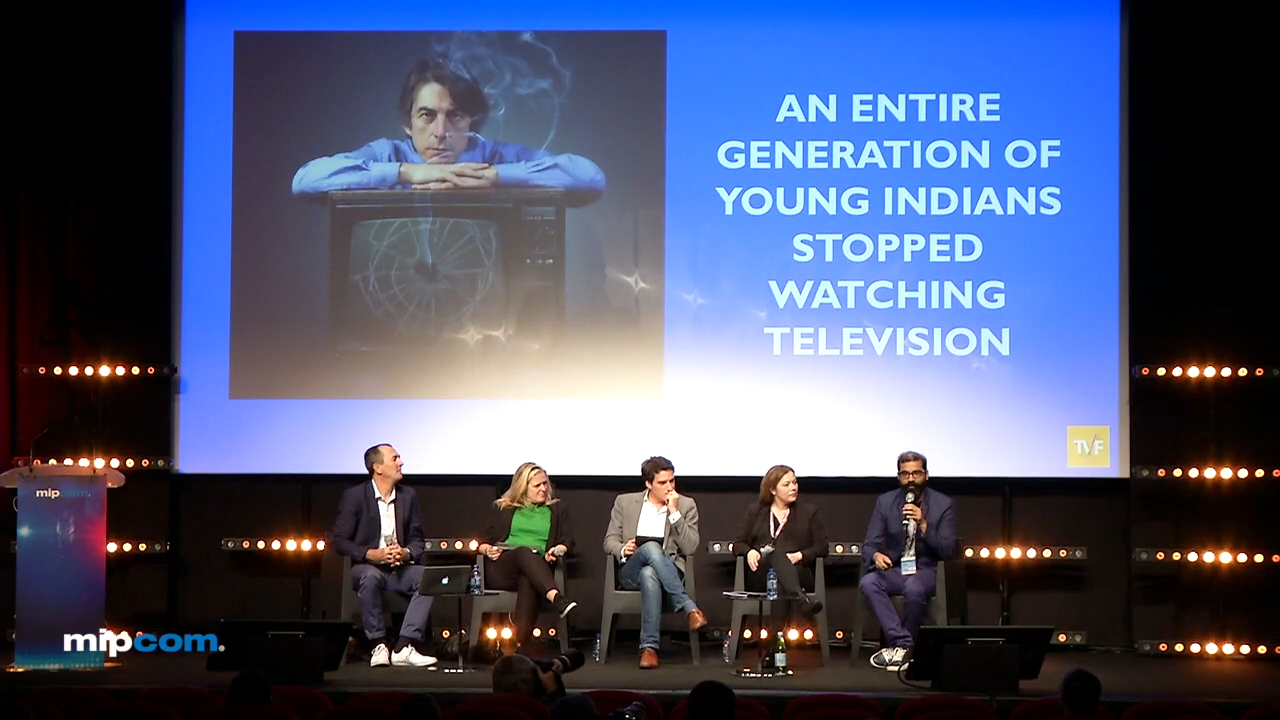 AN ENTIRE
GENERATION OF
YOUNG INDIANS
STOPPED
WATCHING
TELEVISION
TVF
mipcom.
mipcom.